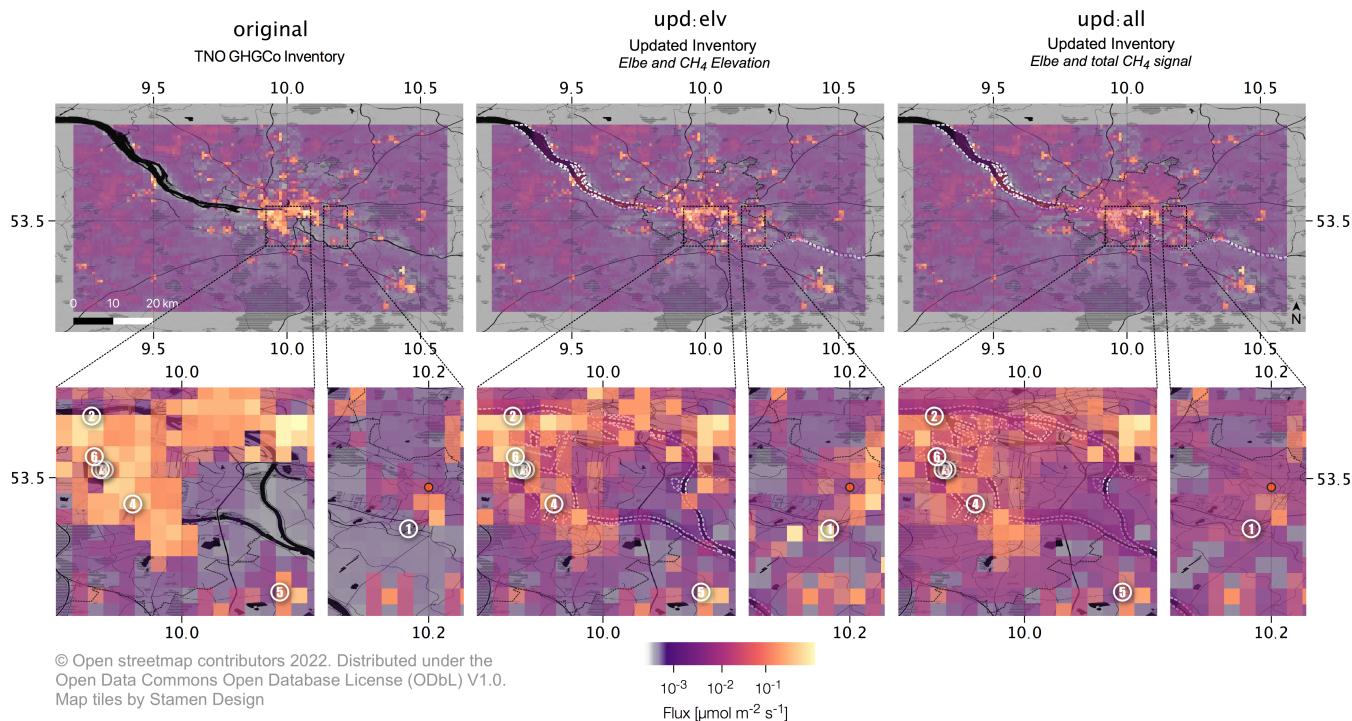 original
TNO GHGCo Inventory
upd:elv
Updated Inventory
Elbe and CH4 Elevation
upd:all
Updated Inventory
Elbe and total CH4 signal
9.5 10.0 10.5
9.5 10.0 10.5
9.5 10.0 10.5
53.5
53.5
0 10 20 km
N
9.5 10.0 10.5
9.5 10.0 10.5
9.5 10.0 10.5
10.0 10.2
10.0 10.2
10.0 10.2
2
6
4
1
5
2
6
4
1
5
2
6
4
1
5
53.5
53.5
10.0 10.2
10.0 10.2
10.0 10.2
© Open streetmap contributors 2022. Distributed under the
Open Data Commons Open Database License (ODbL) V1.0.
Map tiles by Stamen Design
10-3 10-2 10-1
Flux [μmol m-2 s-1]